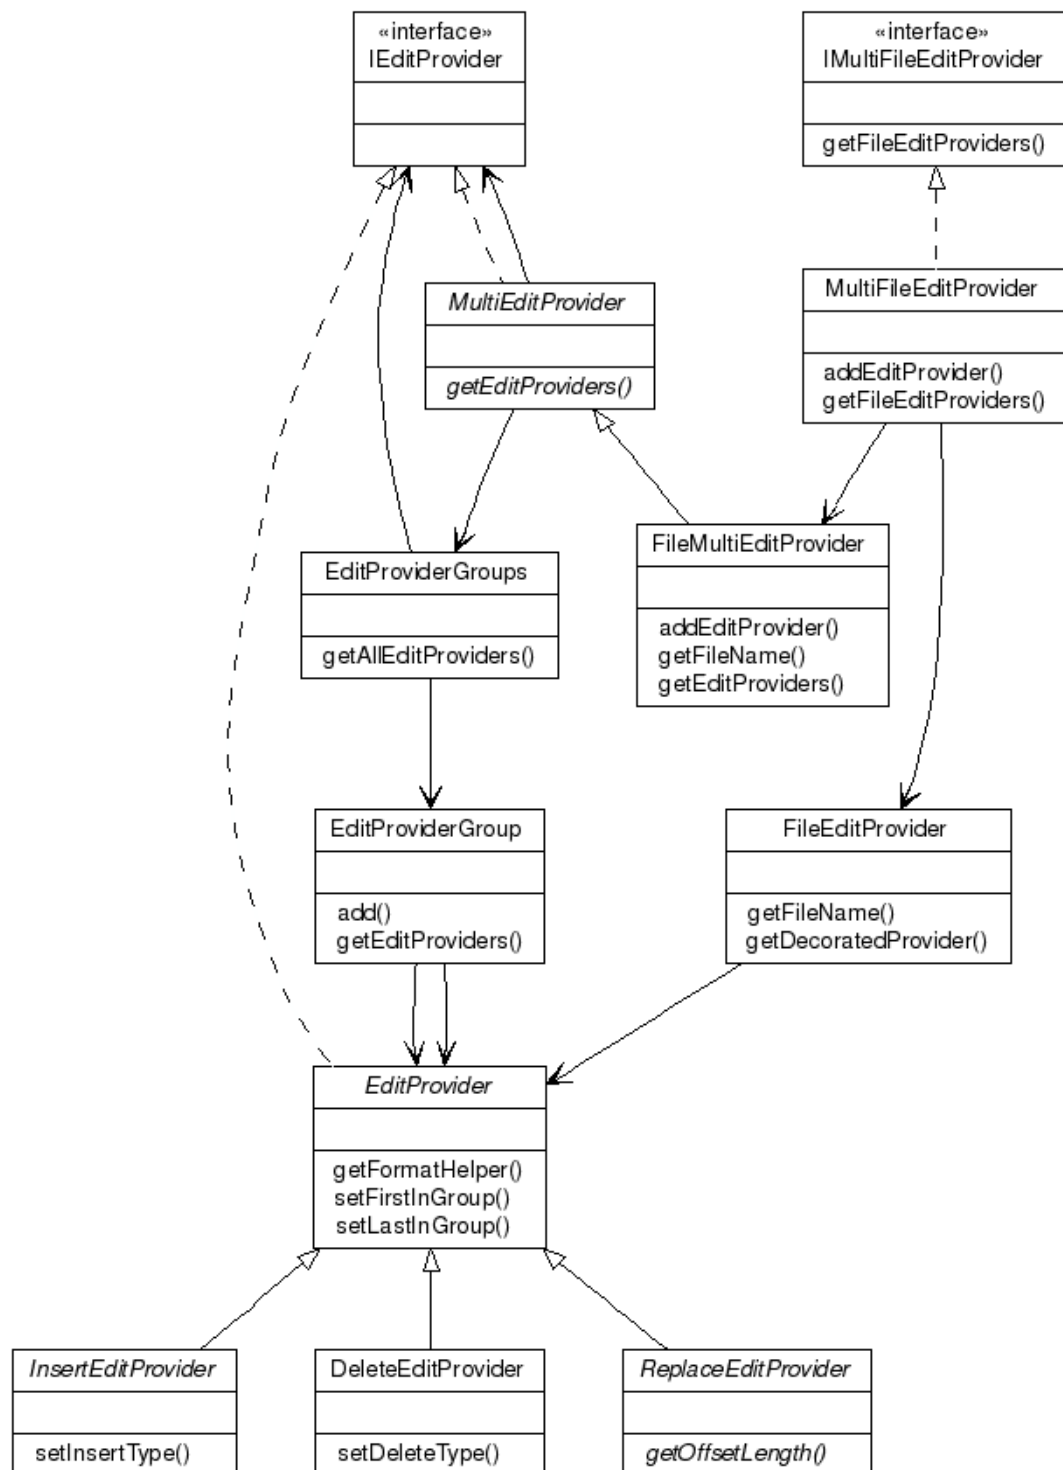 «interface»
IEditProvider
«interface»
IMultiFileEditProvider
getFileEditProviders()
MultiEditProvider
getEditProviders()
MultiFileEditProvider
addEditProvider()
getFileEditProviders()
EditProviderGroups
getAllEditProviders()
FileMultiEditProvider
addEditProvider()
getFileName()
getEditProviders()
EditProviderGroup
add()
getEditProviders()
FileEditProvider
getFileName()
getDecoratedProvider()
EditProvider
getFormatHelper()
setFirstInGroup()
setLastInGroup()
InsertEditProvider
setInsertType()
DeleteEditProvider
setDeleteType()
ReplaceEditProvider
getOffsetLength()